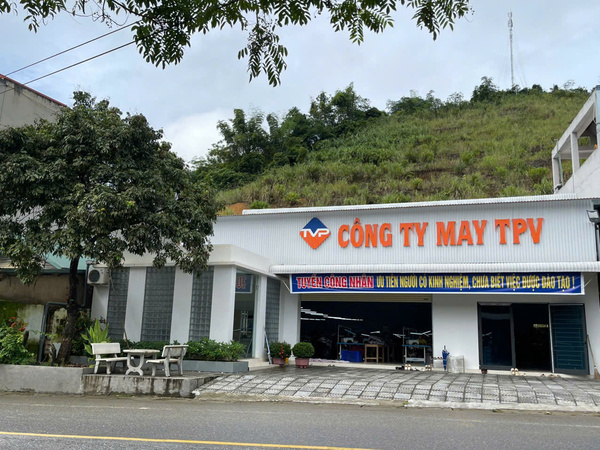 TVP
CÔNG TY MAY TPV
TUYỂN CÔNG NHÂN ƯU TIÊN NGƯỜI CÓ KINH NGHIỆM, CHƯA BIẾT VIỆC ĐƯỢC ĐÀO TẠO !